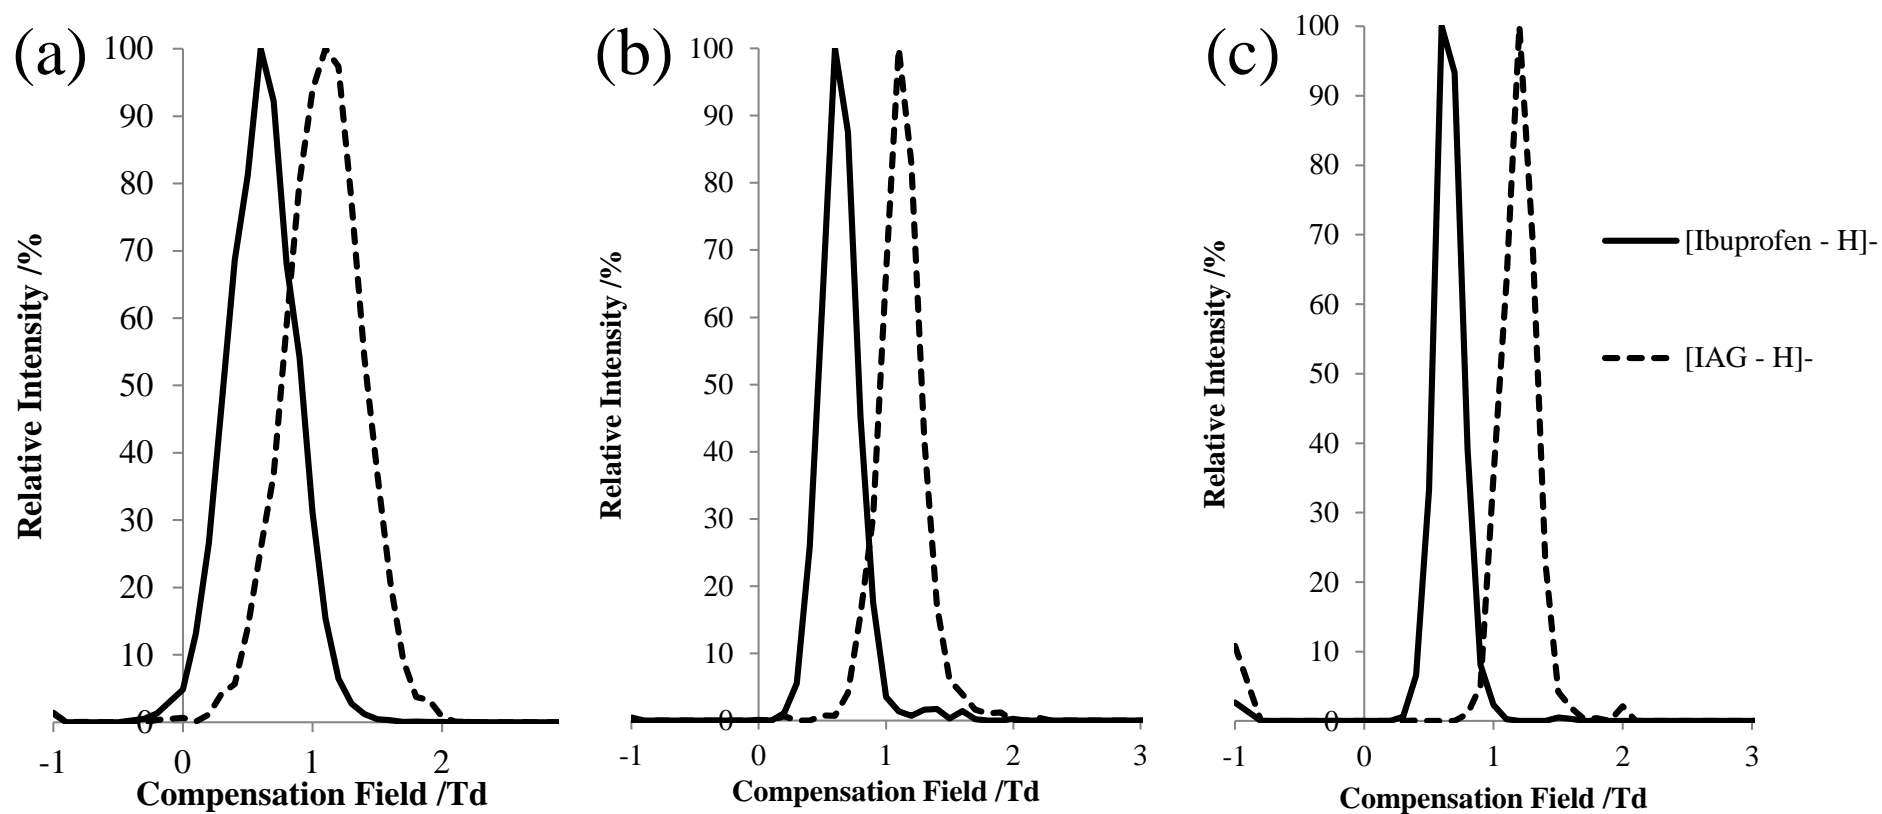 (a)
100
90
80
70
60
50
40
30
20
10
0
-1 0 1 2
Relative Intensity /%
Compensation Field /Td
(b)
100
90
80
70
60
50
40
30
20
10
0
-1 0 1 2 3
Relative Intensity /%
Compensation Field /Td
(c)
100
90
80
70
60
50
40
30
20
10
0
-1 0 1 2 3
Relative Intensity /%
Compensation Field /Td
[Ibuprofen - H]-
[IAG - H]-